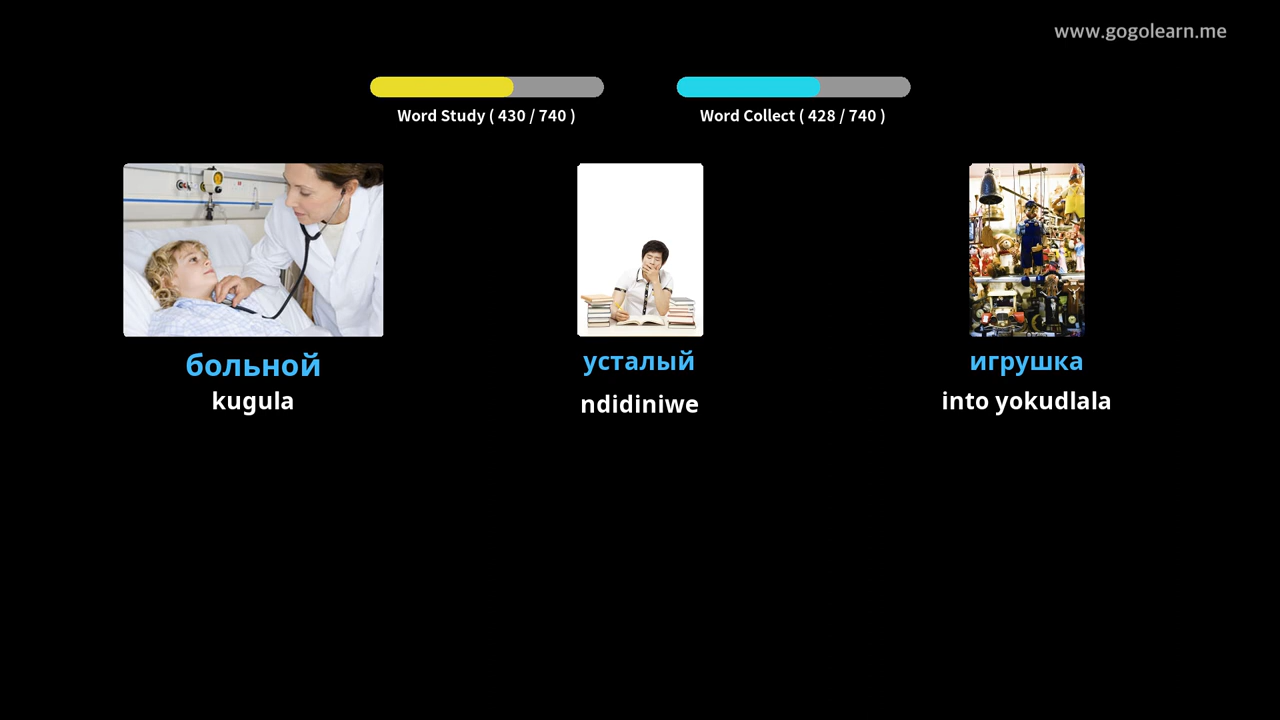 www.gogolearn.me
Word Study ( 430 / 740 )
Word Collect ( 428 / 740 )
больной
усталый
игрушка
kugula
ndidiniwe
into yokudlala